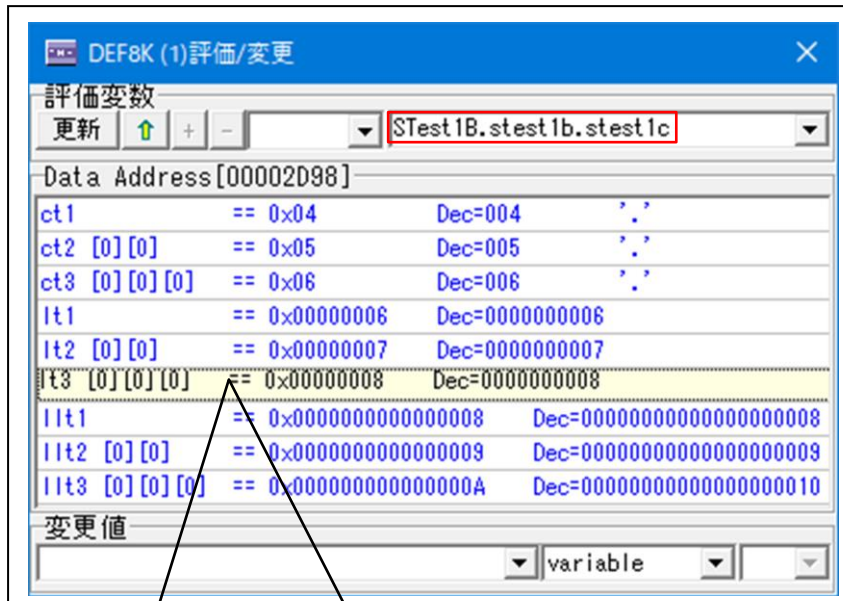 DEF8K (1)評価/変更
評価変数
更新 + - STest1B.stest1b.stest1c
Data Address[00002D98]
ct1 == 0x04 Dec=004 '.'
ct2 [0][0] == 0x05 Dec=005 '.'
ct3 [0][0][0] == 0x06 Dec=006 '.'
lt1 == 0x00000006 Dec=0000000006
lt2 [0][0] == 0x00000007 Dec=0000000007
lt3 [0][0][0] == 0x00000008 Dec=0000000008
llt1 == 0x0000000000000008 Dec=00000000000000000008
llt2 [0][0] == 0x0000000000000009 Dec=00000000000000000009
llt3 [0][0][0] == 0x000000000000000A Dec=00000000000000000010
変更値
variable